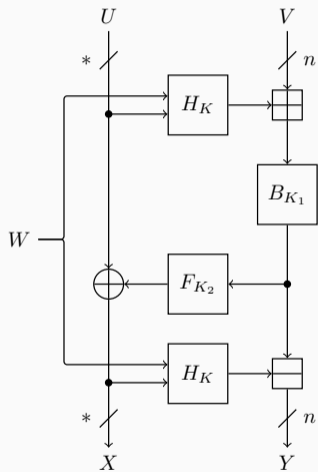 U V
* n
H_K
B_{K_1}
W
F_{K_2}
H_K
* n
X Y